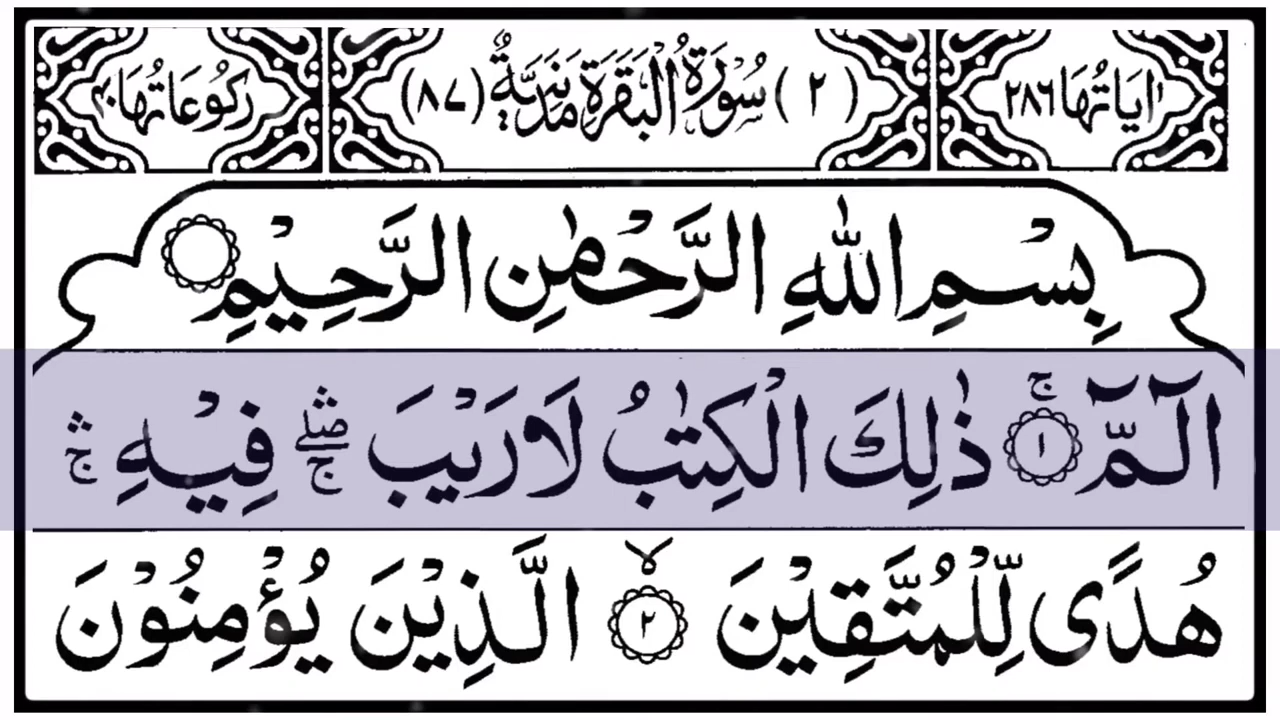 اٰيَاتُهَا ٢٨٦ (٢) سُوْرَةُ الْبَقَرَةِ مَدَنِيَّةٌ (٨٧) رُكُوْعَاتُهَا ٤٠
بِسْمِ اللّٰهِ الرَّحْمٰنِ الرَّحِيْمِ
الٓمّٓ ۚ ١ ذٰلِكَ الْكِتٰبُ لَا رَيْبَ ۛۖۚ فِيْهِ ۛۚ
هُدًى لِّلْمُتَّقِيْنَ ۙ ٢ الَّذِيْنَ يُؤْمِنُوْنَ